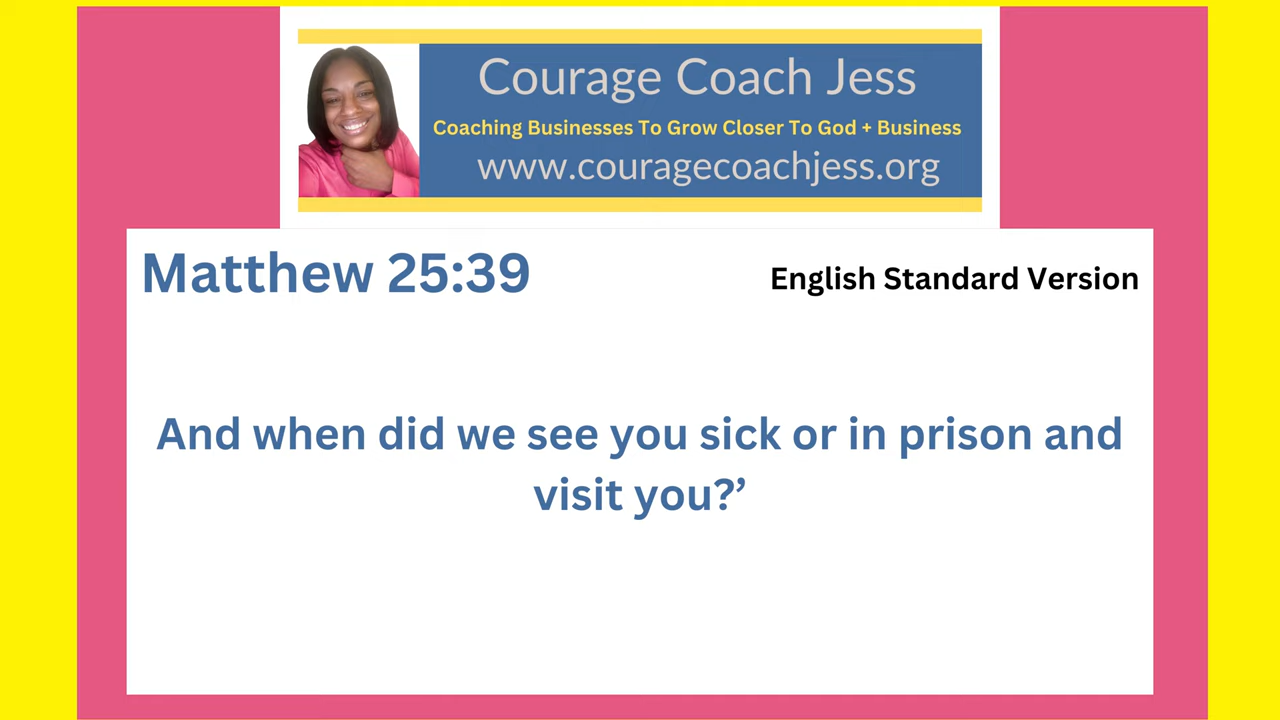 Courage Coach Jess
Coaching Businesses To Grow Closer To God + Business
www.couragecoachjess.org
Matthew 25:39
English Standard Version
And when did we see you sick or in prison and
visit you?’